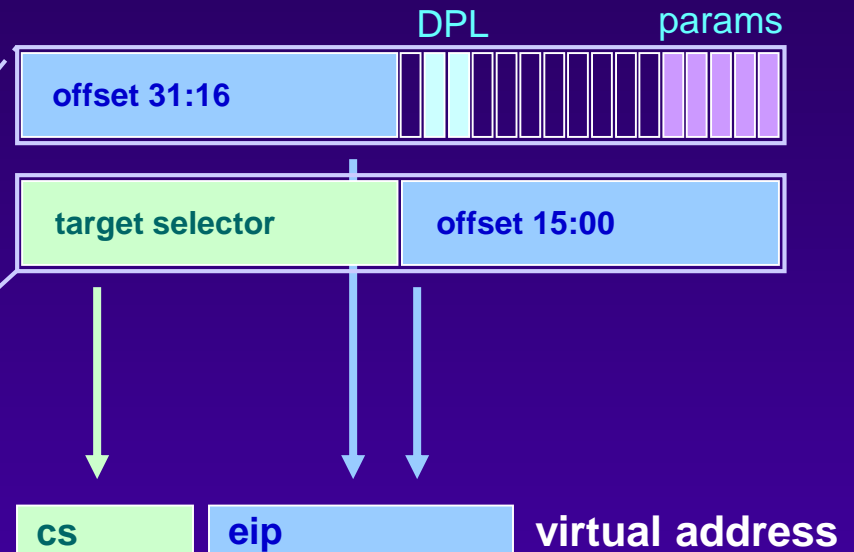 DPL params
offset 31:16
target selector offset 15:00
cs eip virtual address